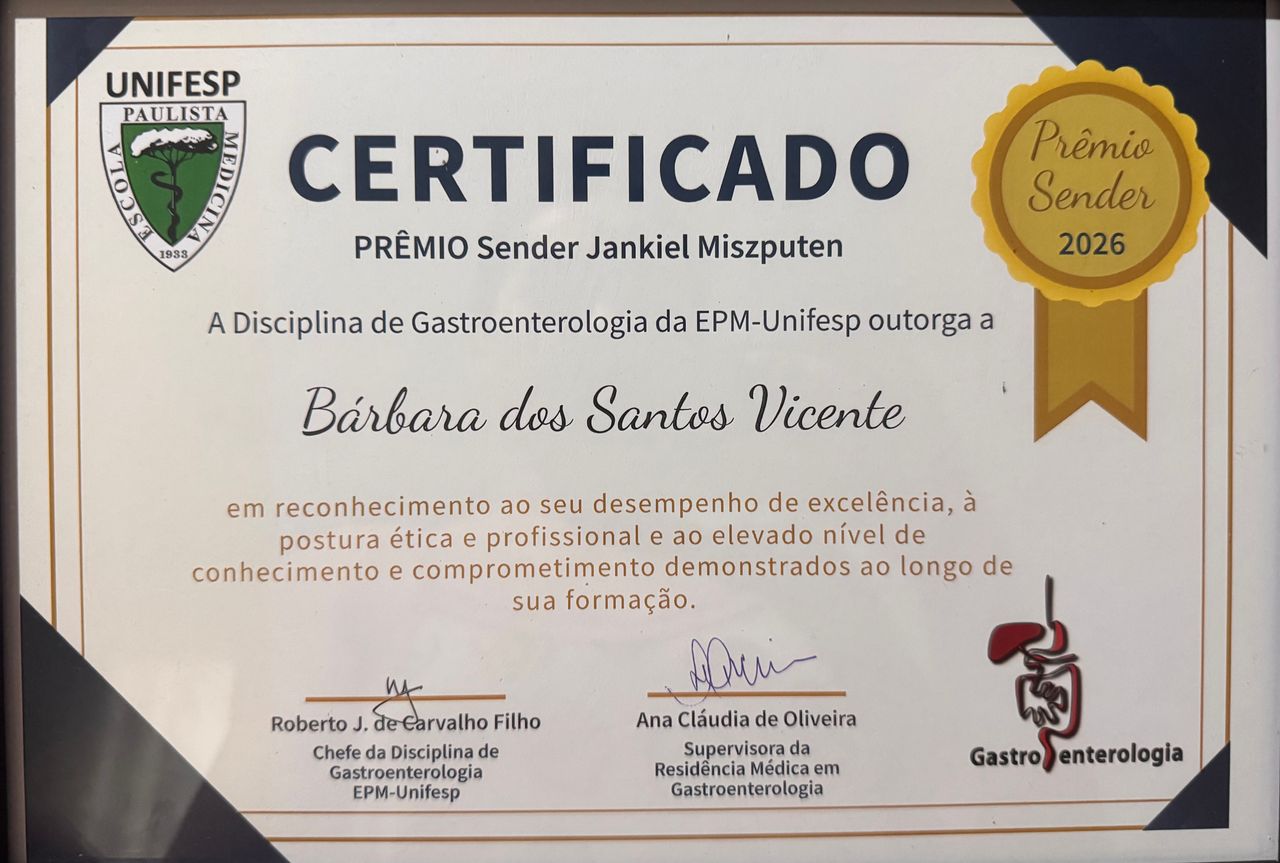 UNIFESP
PAULISTA
ESCOLA
MEDICINA
1933
CERTIFICADO
Prêmio
Sender
2026
PRÊMIO Sender Jankiel Miszputen
A Disciplina de Gastroenterologia da EPM-Unifesp outorga a
Bárbara dos Santos Vicente
em reconhecimento ao seu desempenho de excelência, à
postura ética e profissional e ao elevado nível de
conhecimento e comprometimento demonstrados ao longo de
sua formação.
Roberto J. de Carvalho Filho
Chefe da Disciplina de
Gastroenterologia
EPM-Unifesp
Ana Cláudia de Oliveira
Supervisora da
Residência Médica em
Gastroenterologia
Gastroenterologia